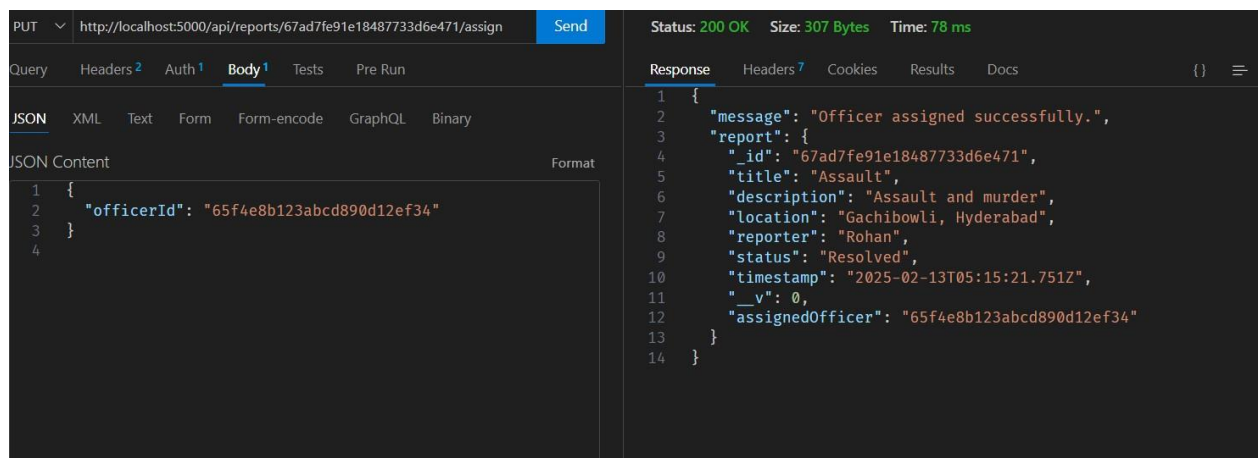 PUT http://localhost:5000/api/reports/67ad7fe91e18487733d6e471/assign Send
Query Headers 2 Auth 1 Body 1 Tests Pre Run
JSON XML Text Form Form-encode GraphQL Binary
JSON Content Format
1 {
2 "officerId": "65f4e8b123abcd890d12ef34"
3 }
4
Status: 200 OK Size: 307 Bytes Time: 78 ms
Response Headers 7 Cookies Results Docs {}
1 {
2 "message": "Officer assigned successfully.",
3 "report": {
4 "_id": "67ad7fe91e18487733d6e471",
5 "title": "Assault",
6 "description": "Assault and murder",
7 "location": "Gachibowli, Hyderabad",
8 "reporter": "Rohan",
9 "status": "Resolved",
10 "timestamp": "2025-02-13T05:15:21.751Z",
11 "__v": 0,
12 "assignedOfficer": "65f4e8b123abcd890d12ef34"
13 }
14 }